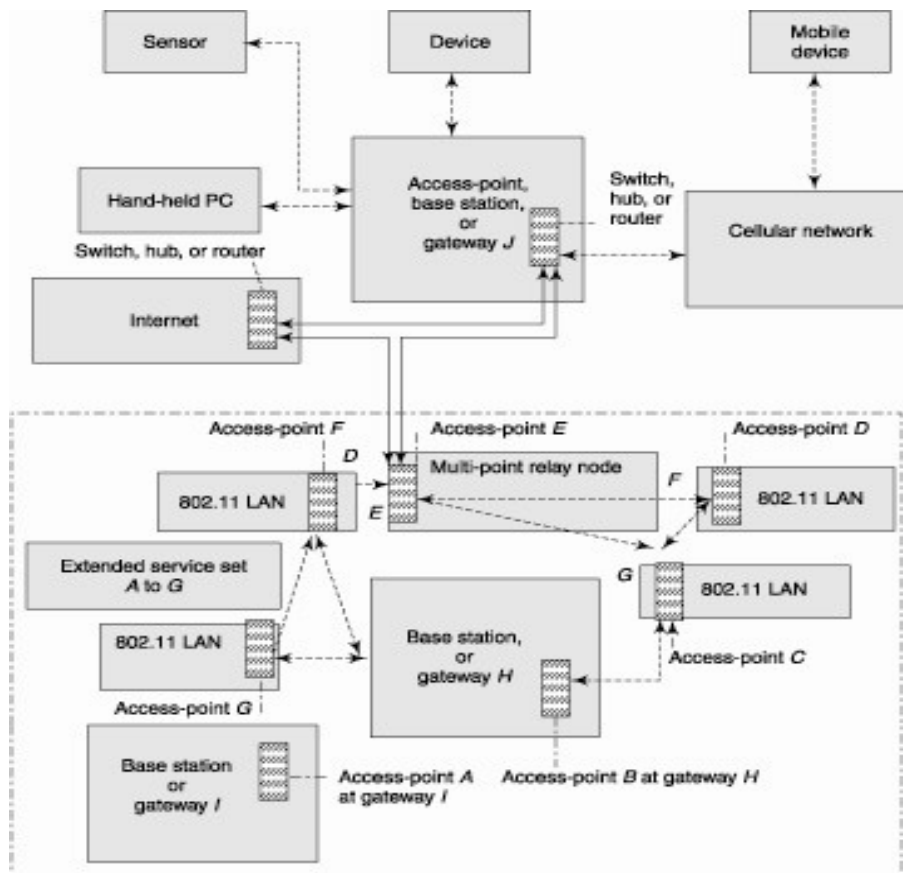 Sensor
Device
Mobile
device
Access-point,
base station,
or
gateway J
Switch,
hub, or
router
Hand-held PC
Cellular network
Switch, hub, or router
Internet
Access-point F
Access-point E
Access-point D
D
Multi-point relay node
F
802.11 LAN
E
802.11 LAN
Extended service set
A to G
G
802.11 LAN
802.11 LAN
Base station,
or
gateway H
Access-point C
Access-point G
Base station
or
gateway I
Access-point A
at gateway I
Access-point B at gateway H